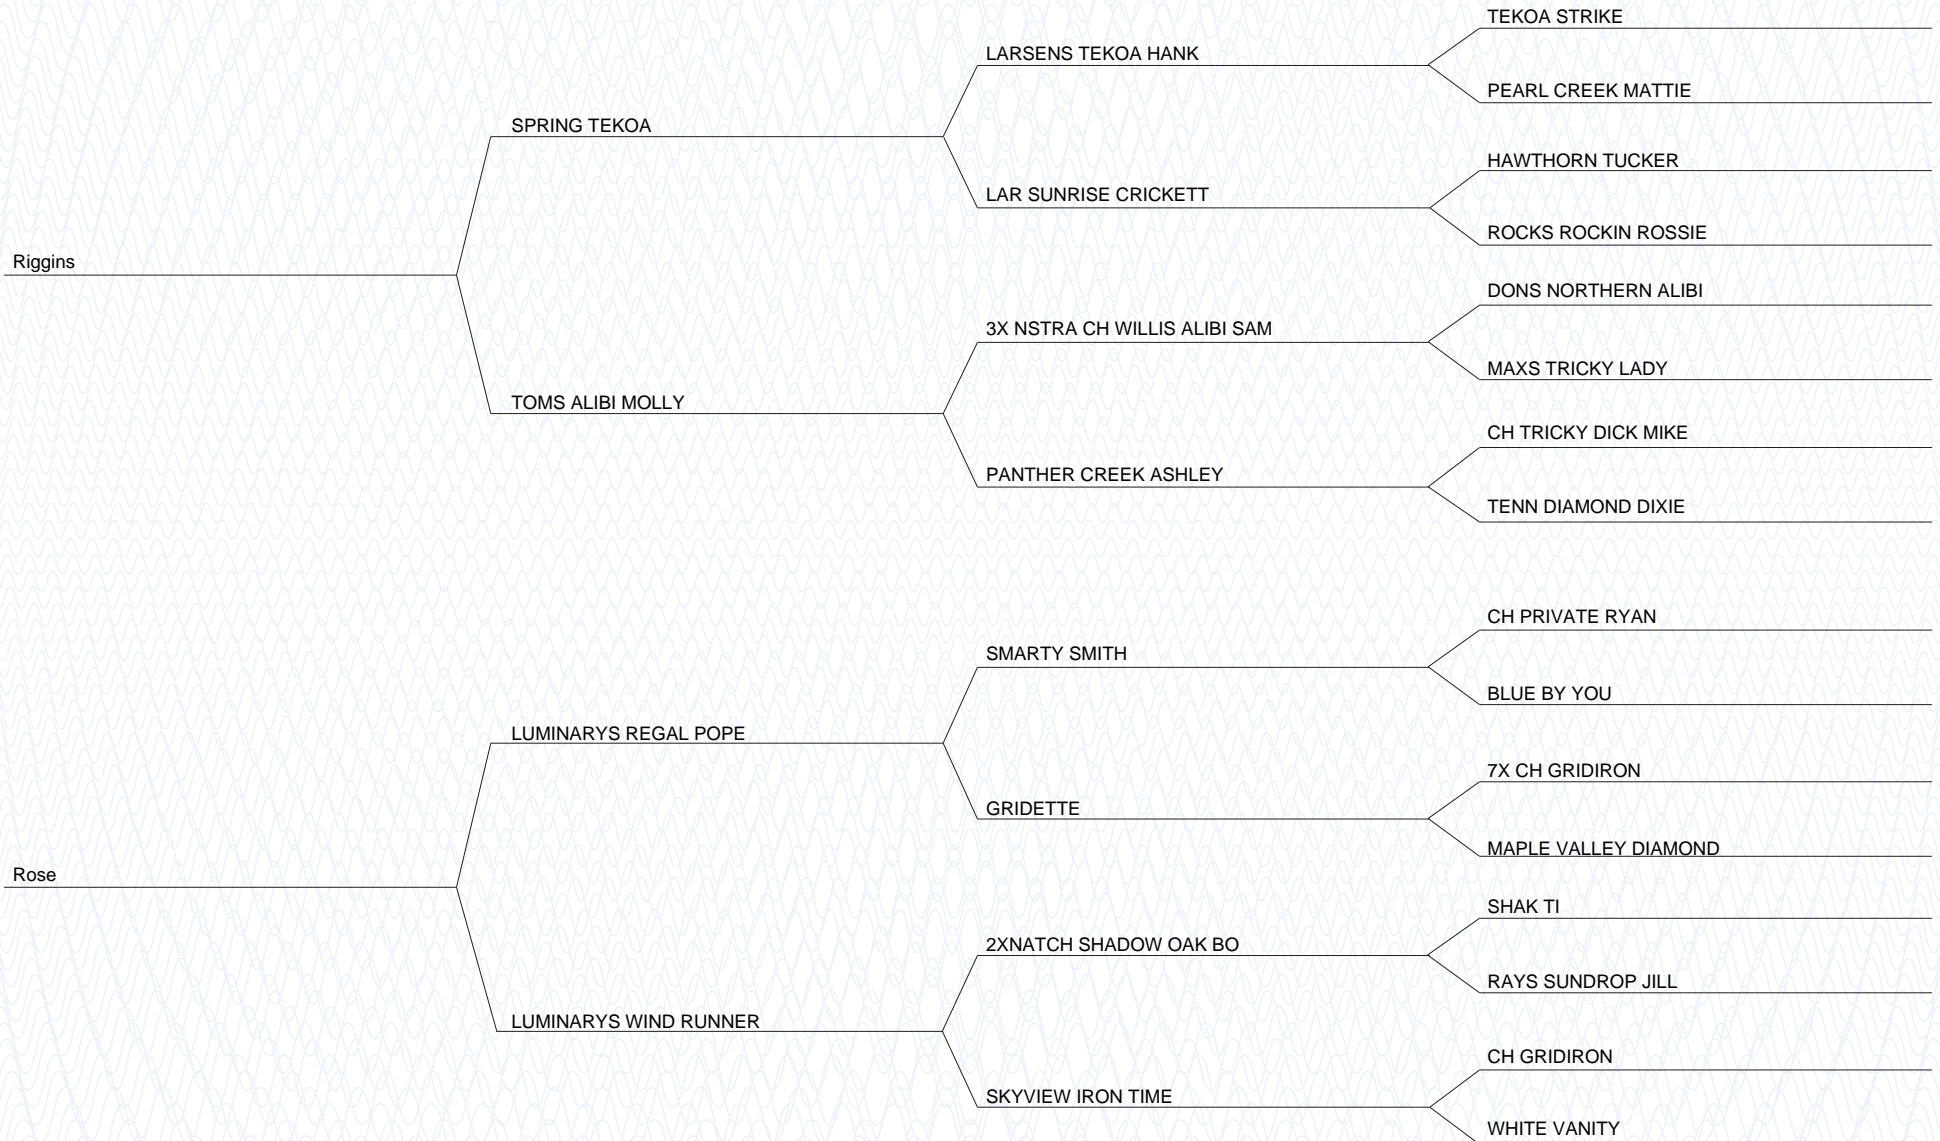 TEKOA STRIKE
LARSENS TEKOA HANK
PEARL CREEK MATTIE
SPRING TEKOA
HAWTHORN TUCKER
LAR SUNRISE CRICKETT
ROCKS ROCKIN ROSSIE
Riggins
DONS NORTHERN ALIBI
3X NSTRA CH WILLIS ALIBI SAM
MAXS TRICKY LADY
TOMS ALIBI MOLLY
CH TRICKY DICK MIKE
PANTHER CREEK ASHLEY
TENN DIAMOND DIXIE
CH PRIVATE RYAN
SMARTY SMITH
BLUE BY YOU
LUMINARYS REGAL POPE
7X CH GRIDIRON
GRIDETTE
MAPLE VALLEY DIAMOND
Rose
SHAK TI
2XNATCH SHADOW OAK BO
RAYS SUNDROP JILL
LUMINARYS WIND RUNNER
CH GRIDIRON
SKYVIEW IRON TIME
WHITE VANITY